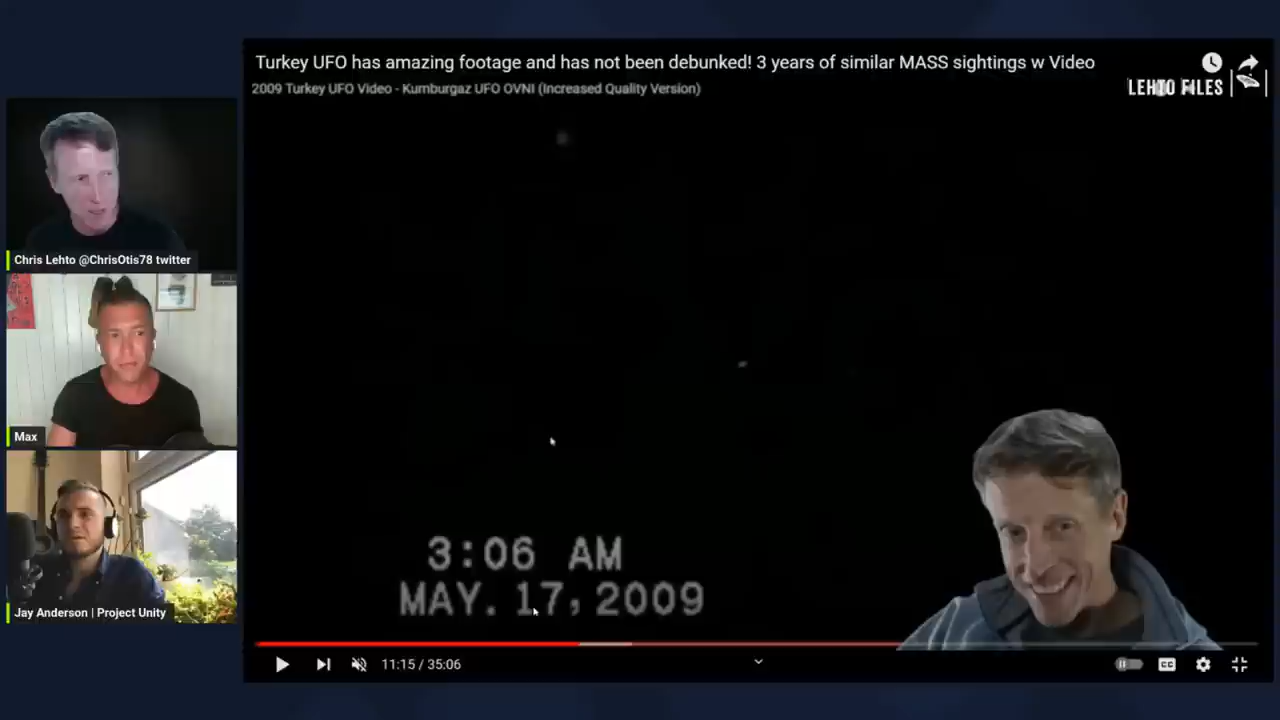 Turkey UFO has amazing footage and has not been debunked! 3 years of similar MASS sightings w Video
2009 Turkey UFO Video - Kumburgaz UFO OVNI (Increased Quality Version)
LEHTO FILES
Chris Lehto @ChrisOtis78 twitter
Max
Jay Anderson | Project Unity
3:06 AM
MAY. 17, 2009
11:15 / 35:06
CC